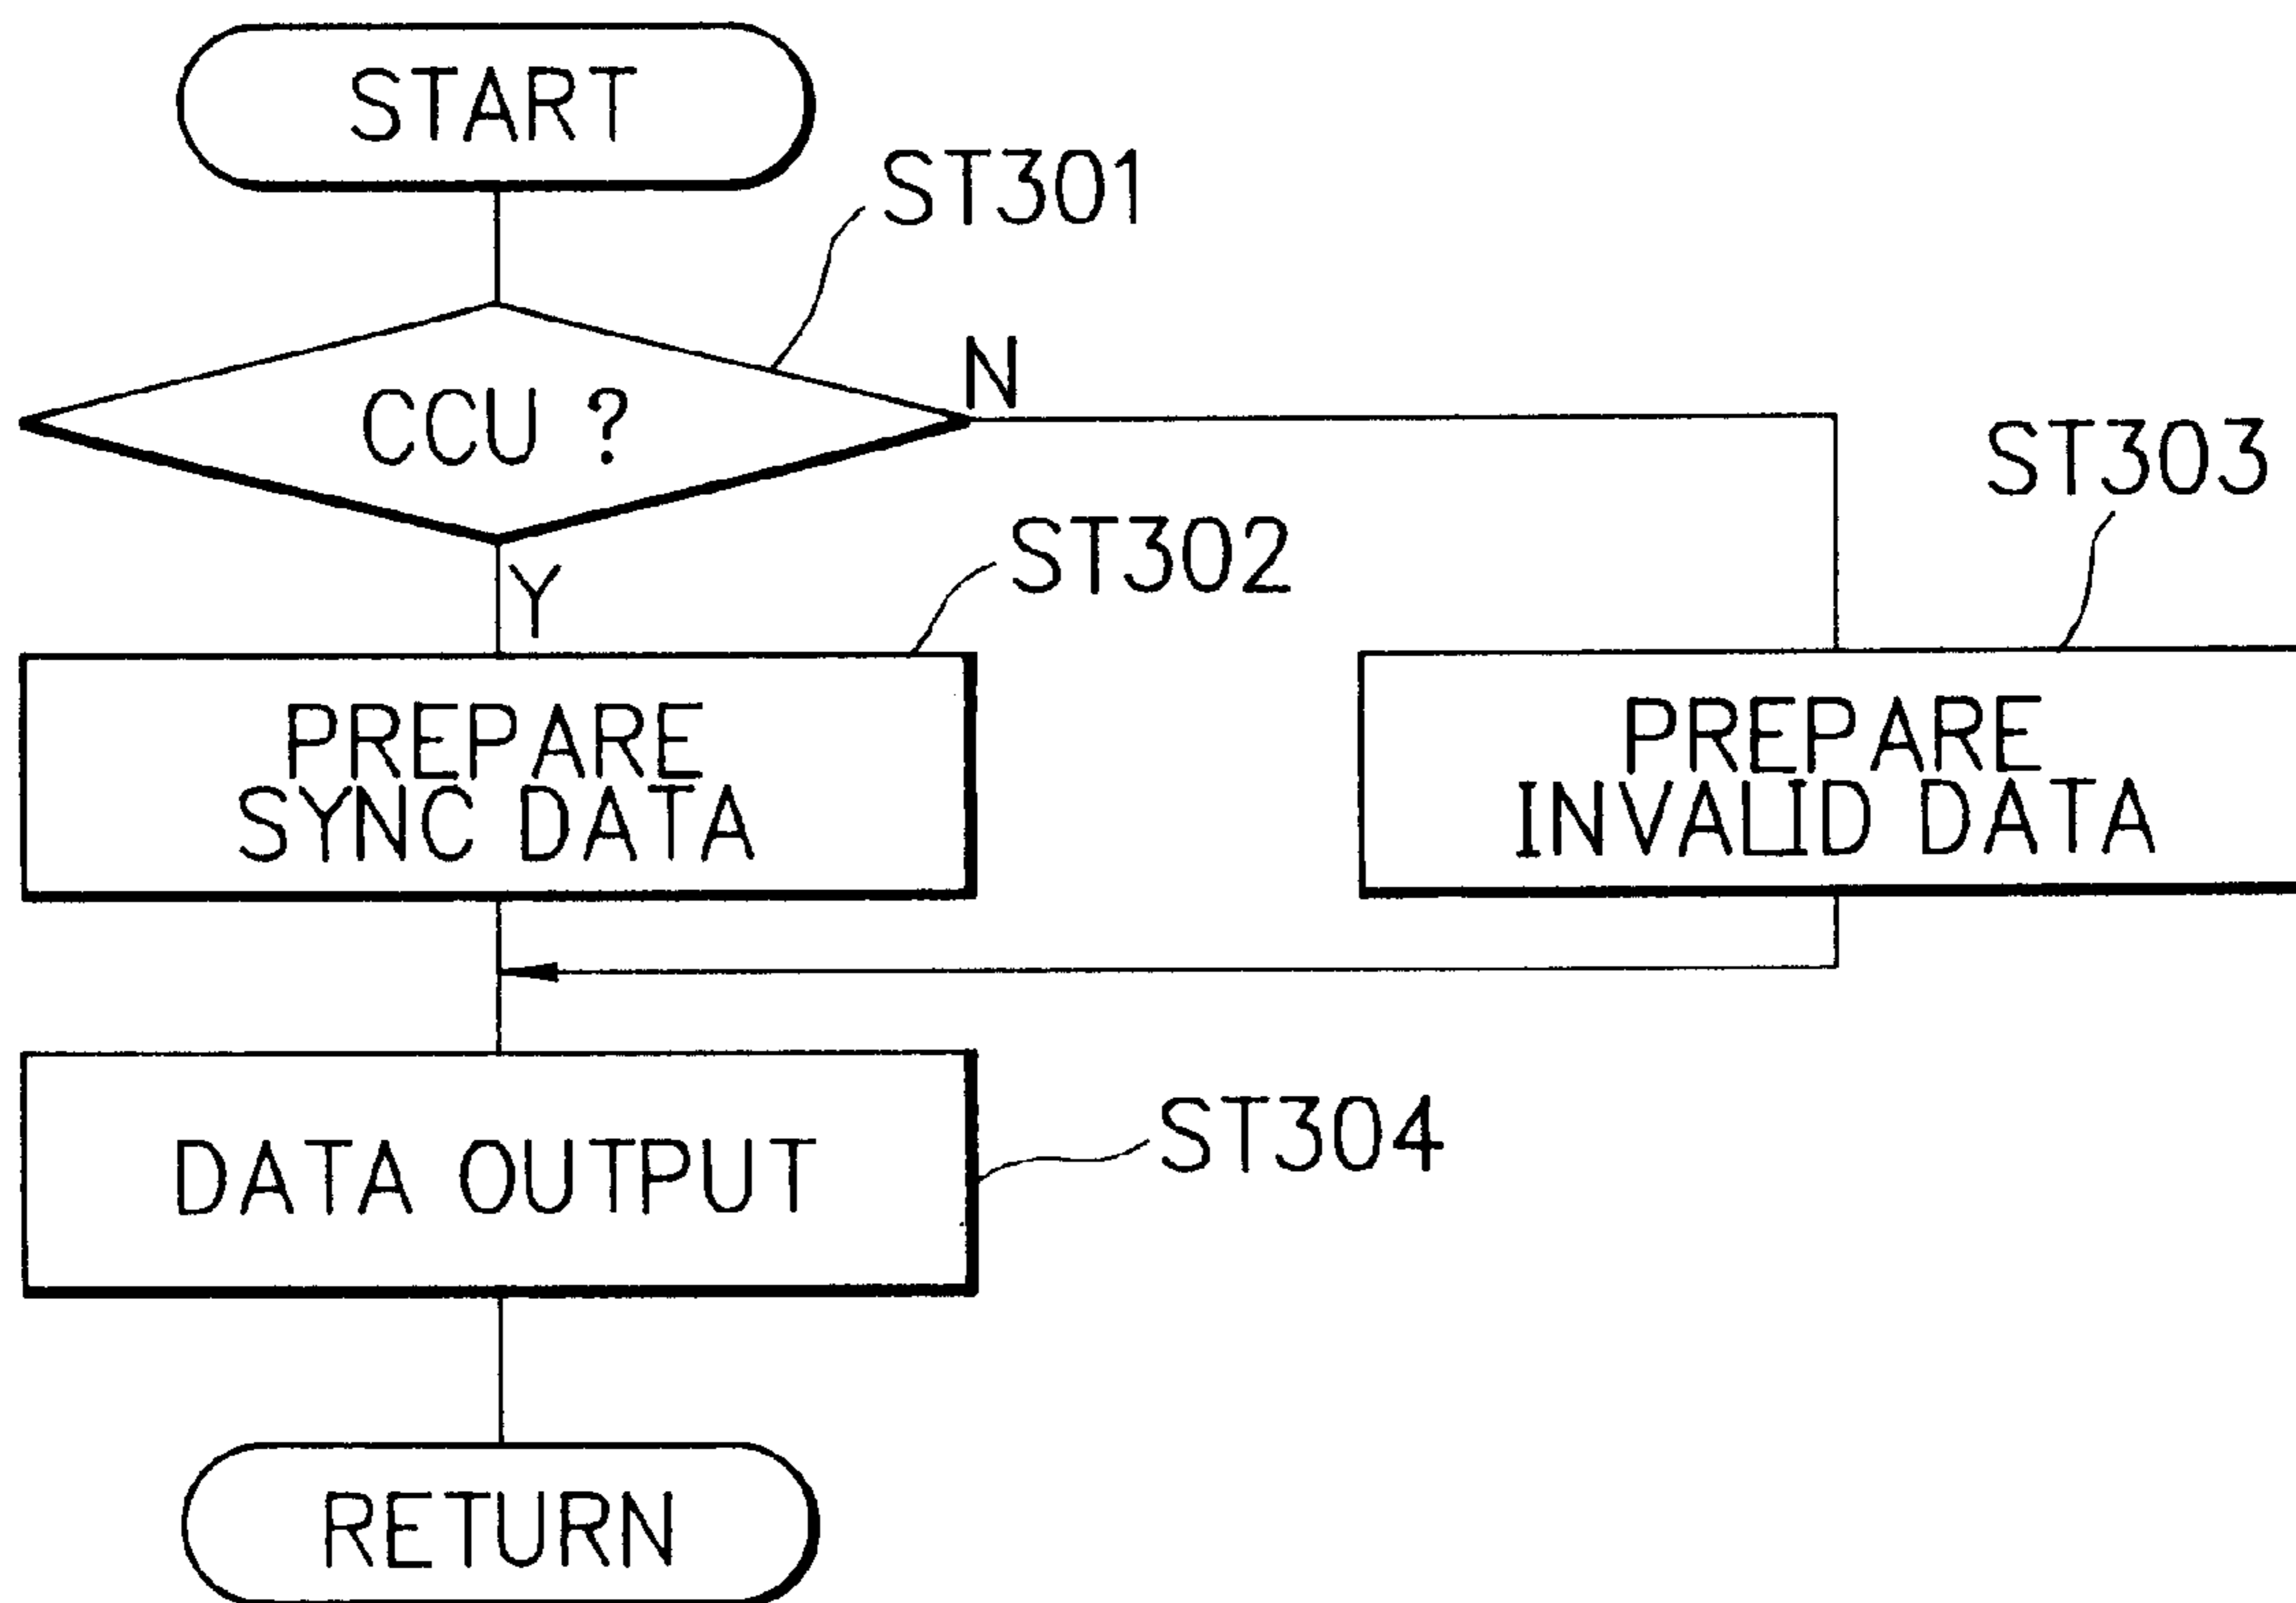 START
ST301
CCU ?
N
ST303
Y
ST302
PREPARE
SYNC DATA
PREPARE
INVALID DATA
DATA OUTPUT
ST304
RETURN